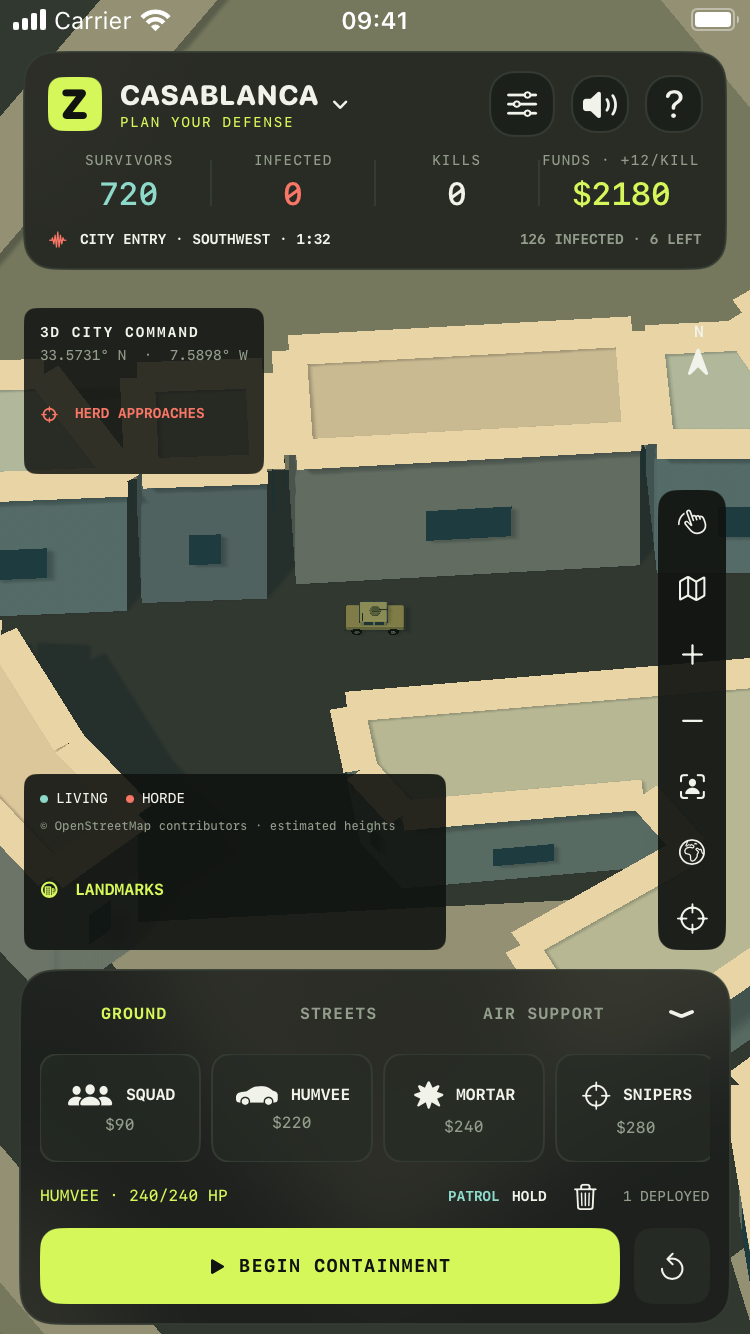 Carrier 09:41
Z CASABLANCA
PLAN YOUR DEFENSE
?
SURVIVORS INFECTED KILLS FUNDS · +12/KILL
720 0 0 $2180
CITY ENTRY · SOUTHWEST · 1:32 126 INFECTED · 6 LEFT
3D CITY COMMAND
33.5731° N · 7.5898° W
HERD APPROACHES
N
LIVING HORDE
© OpenStreetMap contributors · estimated heights
LANDMARKS
GROUND STREETS AIR SUPPORT
SQUAD HUMVEE MORTAR SNIPERS
$90 $220 $240 $280
HUMVEE · 240/240 HP PATROL HOLD 1 DEPLOYED
BEGIN CONTAINMENT